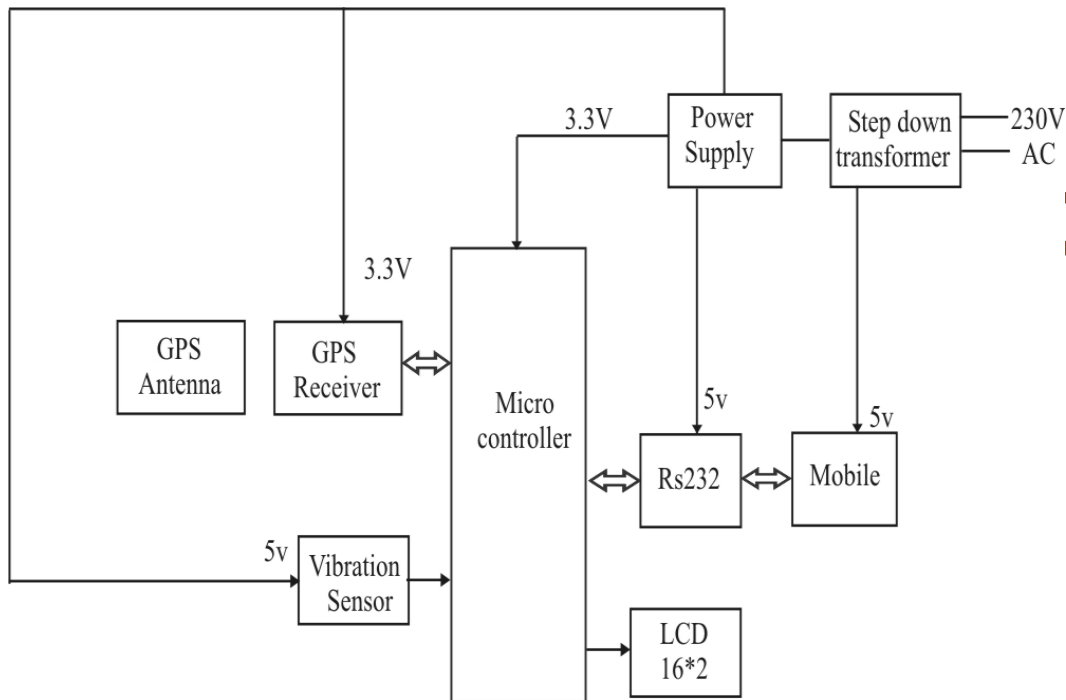 Power
Supply
Step down
transformer
230V
AC
3.3V
3.3V
GPS
Antenna
GPS
Receiver
Micro
controller
5v
Rs232
5v
Mobile
5v
Vibration
Sensor
LCD
16*2